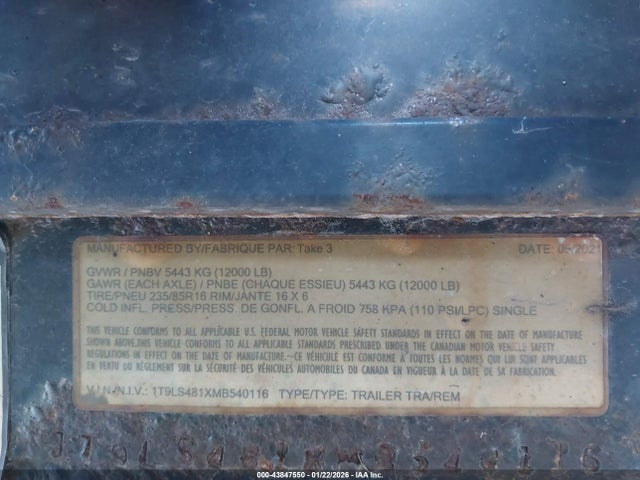 MANUFACTURED BY/FABRIQUE PAR: Take 3 DATE: 05/2021
GVWR / PNBV 5443 KG (12000 LB)
GAWR (EACH AXLE) / PNBE (CHAQUE ESSIEU) 5443 KG (12000 LB)
TIRE/PNEU 235/85R16 RIM/JANTE 16 X 6
COLD INFL. PRESS/PRESS. DE GONFL. A FROID 758 KPA (110 PSI/LPC) SINGLE
THIS VEHICLE CONFORMS TO ALL APPLICABLE U.S. FEDERAL MOTOR VEHICLE SAFETY STANDARDS IN EFFECT ON THE DATE OF MANUFACTURE
SHOWN ABOVE.THIS VEHICLE CONFORMS TO ALL APPLICABLE STANDARDS PRESCRIBED UNDER THE CANADIAN MOTOR VEHICLE SAFETY
REGULATIONS IN EFFECT ON THE DATE OF MANUFACTURE.~CE VÉHICULE EST CONFORME À TOUTES LES NORMES QUI LUI SONT APPLICABLES
EN VERTU DU RÈGLEMENT SUR LA SÉCURITÉ DES VÉHICULES AUTOMOBILES DU CANADA EN VIGUEUR À LA DATE DE SA FABRICATION.
V.I.N-N.I.V.: 1T9LS481XMB540116 TYPE/TYPE: TRAILER TRA/REM
1T9LS481XMB540116
000-43847550 - 01/22/2026 - IAA Inc.